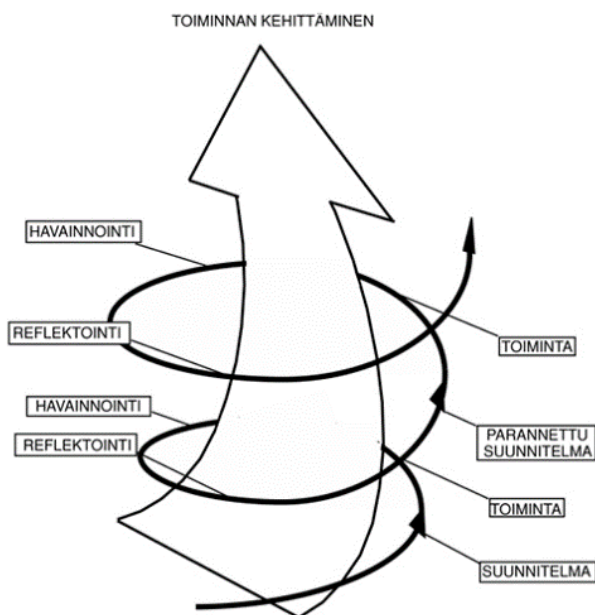 TOIMINNAN KEHITTÄMINEN
HAVAINNOINTI
REFLEKTOINTI
TOIMINTA
HAVAINNOINTI
REFLEKTOINTI
PARANNETTU
SUUNNITELMA
TOIMINTA
SUUNNITELMA